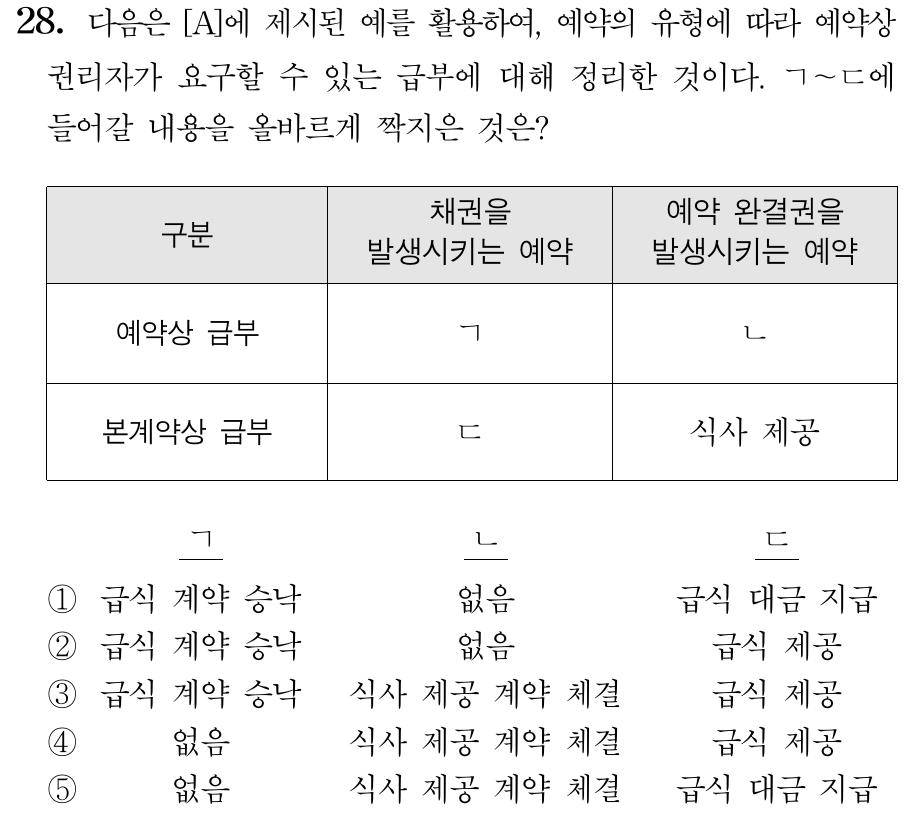 28. 다음은 [A]에 제시된 예를 활용하여, 예약의 유형에 따라 예약상
권리자가 요구할 수 있는 급부에 대해 정리한 것이다. ㄱ~ㄷ에
들어갈 내용을 올바르게 짝지은 것은?
구분 채권을 발생시키는 예약 예약 완결권을 발생시키는 예약
예약상 급부 ㄱ ㄴ
본계약상 급부 ㄷ 식사 제공
ㄱ ㄴ ㄷ
① 급식 계약 승낙 없음 급식 대금 지급
② 급식 계약 승낙 없음 급식 제공
③ 급식 계약 승낙 식사 제공 계약 체결 급식 제공
④ 없음 식사 제공 계약 체결 급식 제공
⑤ 없음 식사 제공 계약 체결 급식 대금 지급